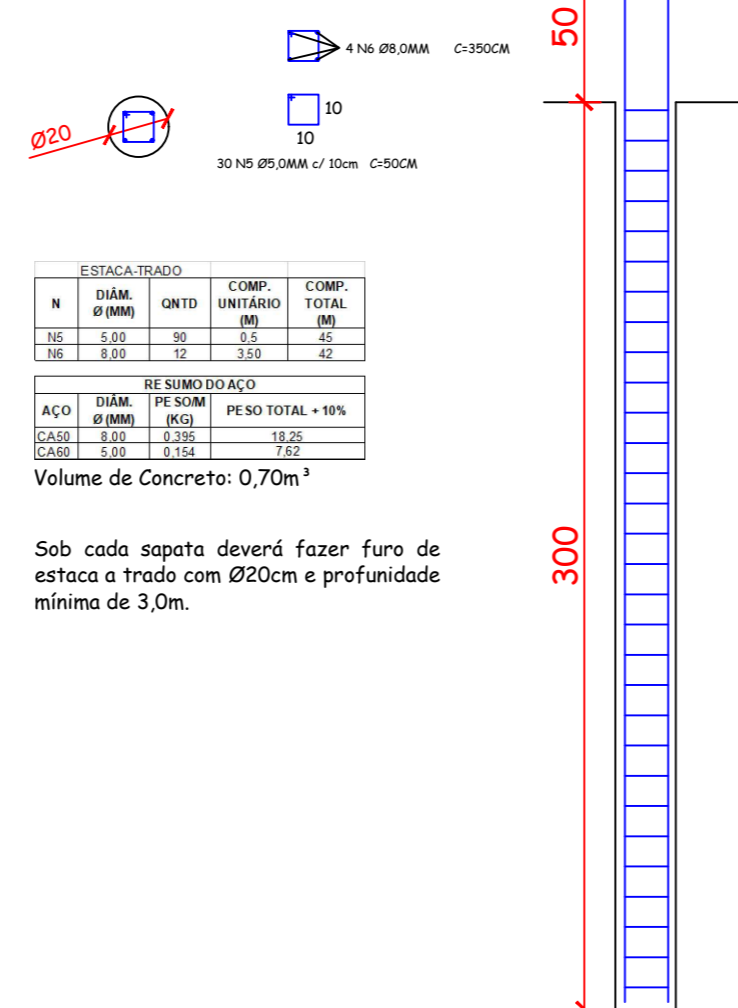 4 N6 Ø8,0MM C=350CM
50
Ø20
10
10
30 N5 Ø5,0MM c/ 10cm C=50CM
ESTACA-TRADO
N DIÂM. Ø (MM) QNTD COMP. UNITÁRIO (M) COMP. TOTAL (M)
N5 5,00 90 0,5 45
N6 8,00 12 3,50 42
RESUMO DO AÇO
AÇO DIÂM. Ø (MM) PESO/M (KG) PESO TOTAL + 10%
CA50 8,00 0,395 18,25
CA60 5,00 0,154 7,62
Volume de Concreto: 0,70m³
Sob cada sapata deverá fazer furo de
estaca a trado com Ø20cm e profunidade
mínima de 3,0m.
300